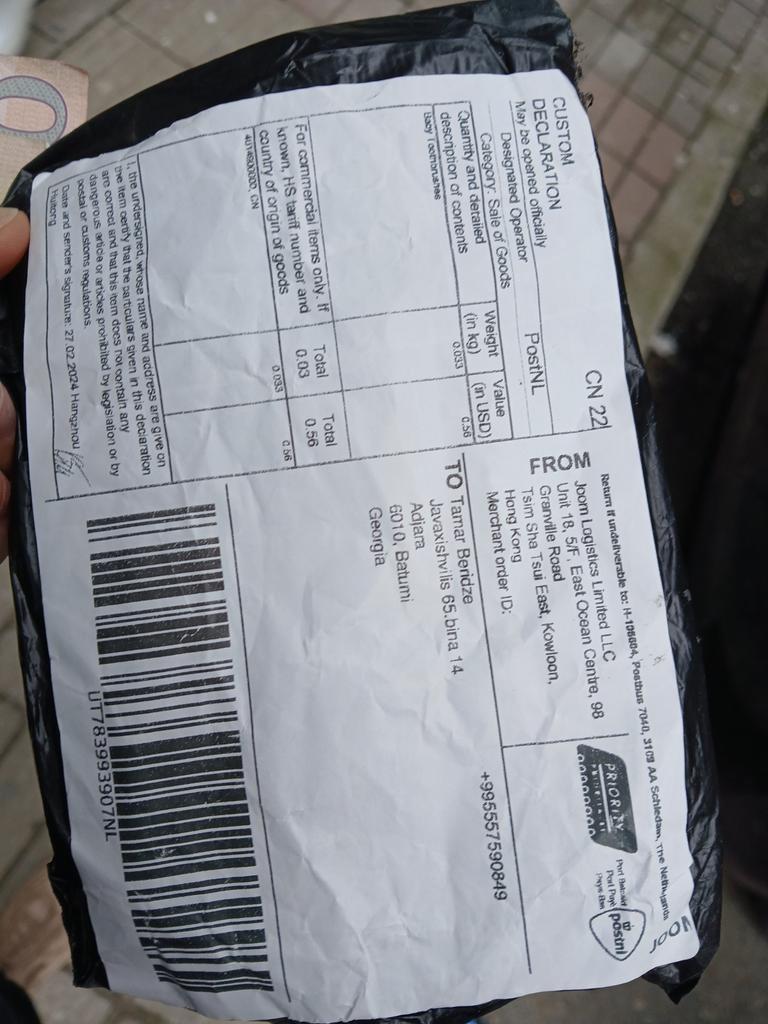 CUSTOM
DECLARATION
CN 22
May be opened officially
Designated Operator
PostNL
Category: Sale of Goods
Quantity and detailed
description of contents
Weight
(in kg)
Value
(in USD)
Baby Toothbrushes
0.033
0.56
For commercial items only. If
known, HS tariff number and
country of origin of goods
Total
0.03
Total
0.56
CN
0.033
0.56
I, the undersigned, whose name and address are give on
the item certify that the particulars given in this declaration
are correct and that this item does not contain any
dangerous article or articles prohibited by legislation or by
postal or customs regulations.
Date and sender's signature: 27.02.2024 Hangzhou
Huitong
Return if undeliverable to: H-106604, Posthus 7040, 3109 AA Schiedam, The Netherlands
FROM
Joom Logistics Limited LLC
Unit 18, 5/F, East Ocean Centre, 98
Granville Road
Tsim Sha Tsui East, Kowloon,
Hong Kong
Merchant order ID:
PRIORITY
Port Betaald
Port Payé
Pays-Bas
postnl
JOOM
TO Tamar Beridze
Javaxishvilis 65.bina 14
Adjara
6010, Batumi
Georgia
+995557590849
UT783993907NL
0